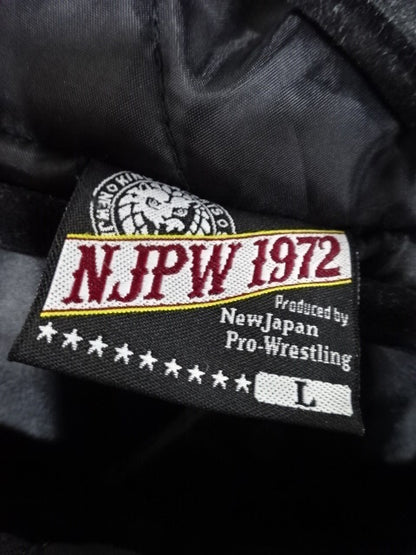 NJPW 1972
Produced by
NewJapan
Pro-Wrestling
L